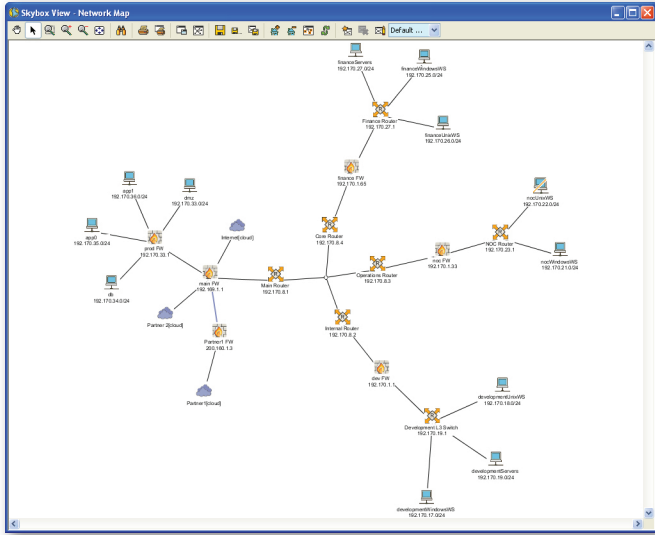 Skybox View - Network Map
Default ...
financeServers
192.170.27.0/24
financeWindowsWS
192.170.25.0/24
Finance Router
192.170.27.1
financeUnixWS
192.170.26.0/24
finance FW
192.170.1.65
app1
192.170.36.0/24
dmz
192.170.33.0/24
nocUnixWS
192.170.22.0/24
app0
192.170.35.0/24
prod FW
192.170.33.1
Internet[cloud]
Core Router
192.170.8.4
NOC Router
192.170.23.1
noc FW
192.170.1.33
nocWindowsWS
192.170.21.0/24
db
192.170.34.0/24
main FW
192.169.1.1
Main Router
192.170.8.1
Operations Router
192.170.8.3
Partner 2[cloud]
Partner1 FW
200.160.1.3
Internal Router
192.170.8.2
dev FW
192.170.1.1
Partner1[cloud]
developmentUnixWS
192.170.18.0/24
Development L3 Switch
192.170.19.1
developmentServers
192.170.19.0/24
developmentWindowsWS
192.170.17.0/24